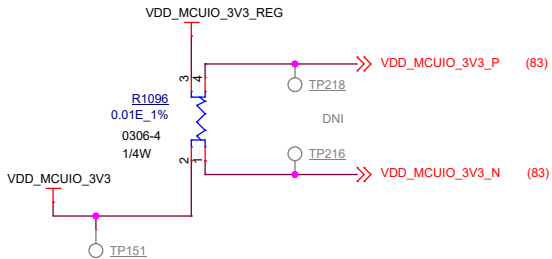 VDD_MCUIO_3V3_REG
VDD_MCUIO_3V3_P (83)
3
4
R1096
TP218
0.01E_1%
DNI
0306-4
1/4W
TP216
2
1
VDD_MCUIO_3V3
VDD_MCUIO_3V3_N (83)
TP151